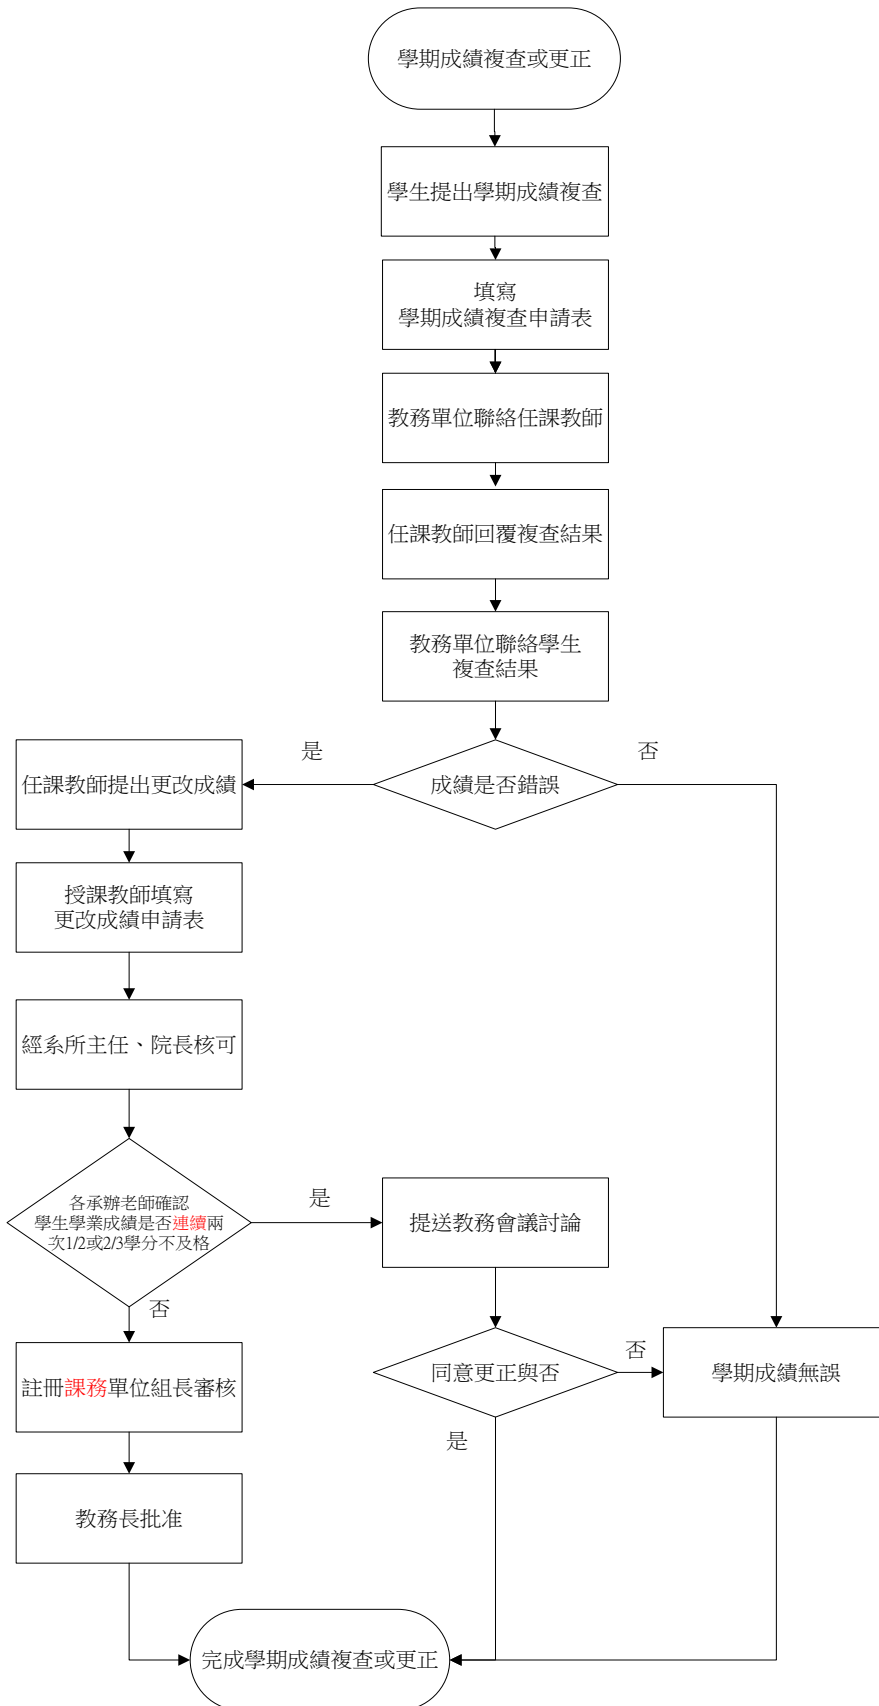 學期成績複查或更正
學生提出學期成績複查
填寫
學期成績複查申請表
教務單位聯絡任課教師
任課教師回覆複查結果
教務單位聯絡學生
複查結果
是
否
任課教師提出更改成績
成績是否錯誤
授課教師填寫
更改成績申請表
經系所主任、院長核可
各承辦老師確認
學生學業成績是否連續兩
次1/2或2/3學分不及格
是
提送教務會議討論
否
註冊課務單位組長審核
同意更正與否
否
學期成績無誤
是
教務長批准
完成學期成績複查或更正